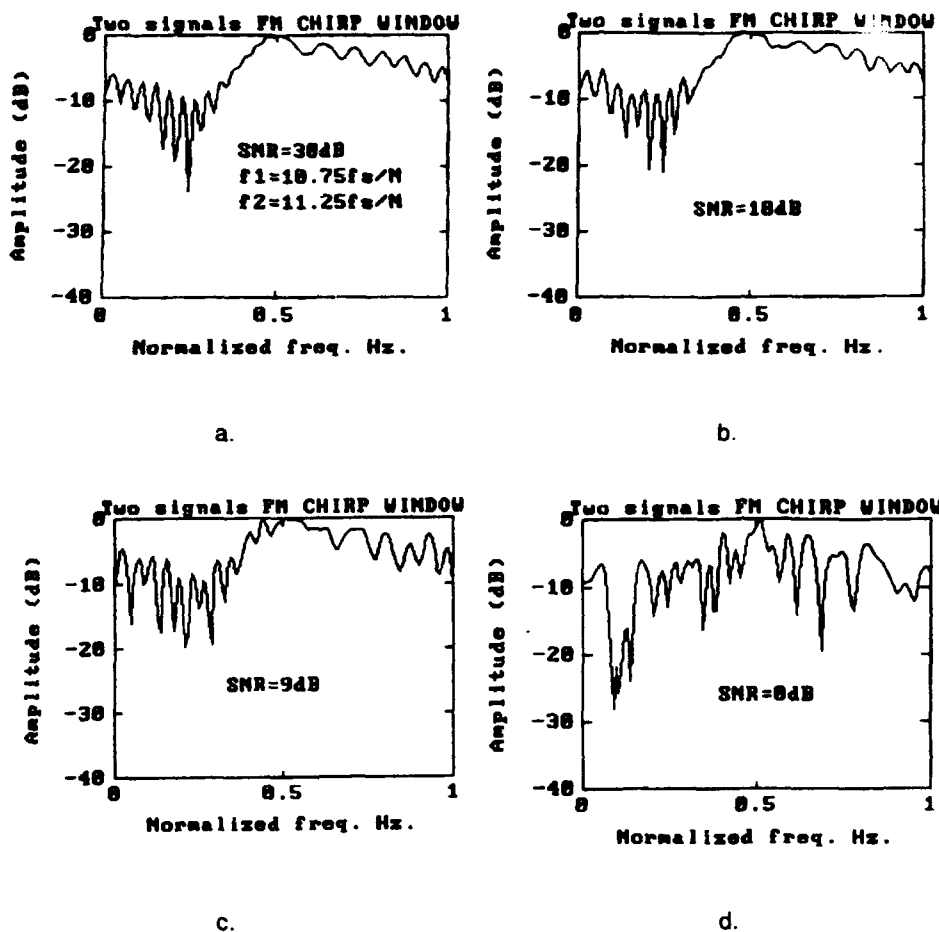 Two signals FM CHIRP WINDOW
0
-10
-20
-30
-40
Amplitude (dB)
SNR=30dB
f1=10.75fs/M
f2=11.25fs/M
0
0.5
1
Normalized freq. Hz.
a.
Two signals FM CHIRP WINDOW
0
-10
-20
-30
-40
Amplitude (dB)
SNR=10dB
0
0.5
1
Normalized freq. Hz.
b.
Two signals FM CHIRP WINDOW
0
-10
-20
-30
-40
Amplitude (dB)
SNR=9dB
0
0.5
1
Normalized freq. Hz.
c.
Two signals FM CHIRP WINDOW
0
-10
-20
-30
-40
Amplitude (dB)
SNR=0dB
0
0.5
1
Normalized freq. Hz.
d.